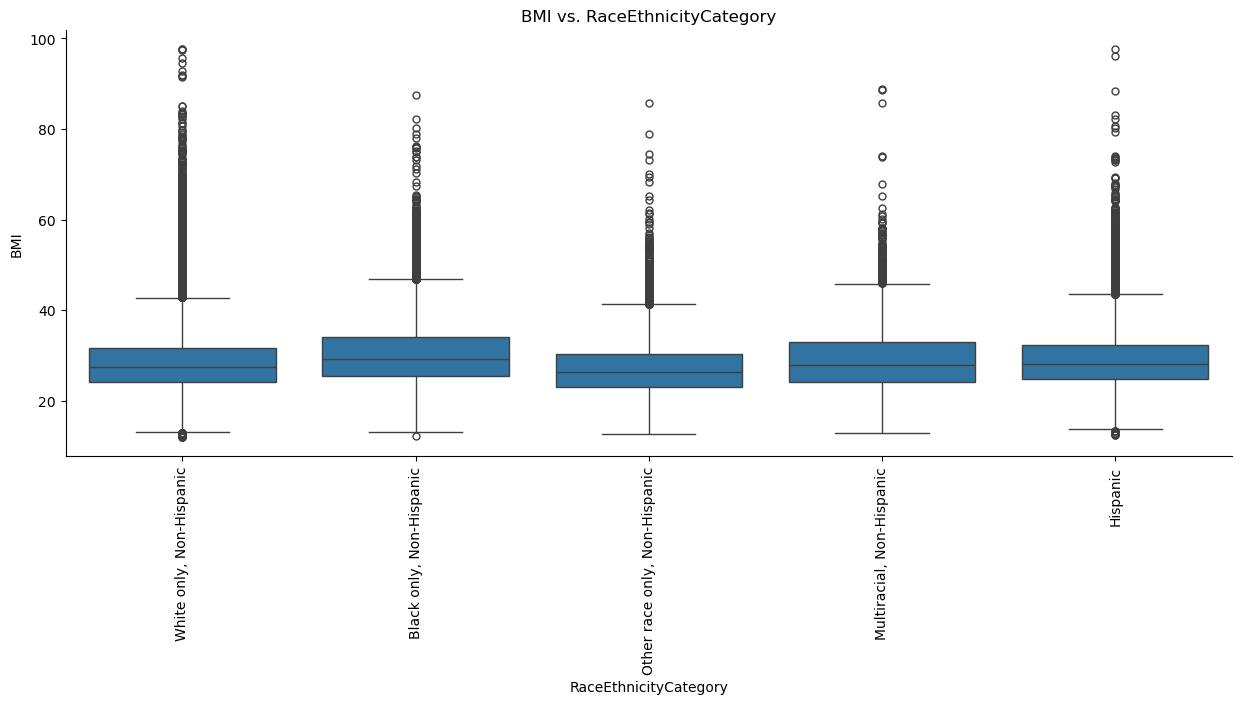 BMI vs. RaceEthnicityCategory
100
80
60
40
20
BMI
White only, Non-Hispanic
Black only, Non-Hispanic
Other race only, Non-Hispanic
Multiracial, Non-Hispanic
Hispanic
RaceEthnicityCategory